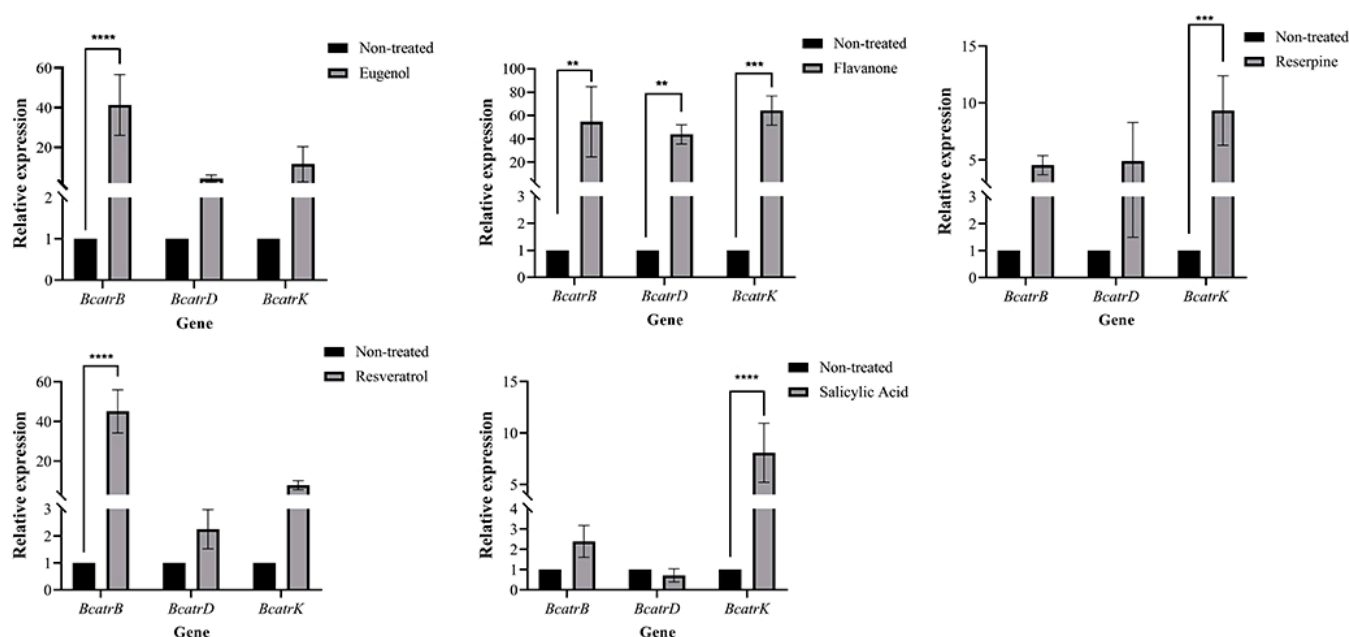 ****
Non-treated
Eugenol
Relative expression
60
40
20
2
1
0
BcatrB
BcatrD
BcatrK
Gene
**
**
***
Non-treated
Flavanone
Relative expression
100
80
60
40
20
3
2
1
0
BcatrB
BcatrD
BcatrK
Gene
***
Non-treated
Reserpine
Relative expression
15
10
5
3
2
1
0
BcatrB
BcatrD
BcatrK
Gene
****
Non-treated
Resveratrol
Relative expression
60
40
20
3
2
1
0
BcatrB
BcatrD
BcatrK
Gene
****
Non-treated
Salicylic Acid
Relative expression
15
10
5
4
3
2
1
0
BcatrB
BcatrD
BcatrK
Gene